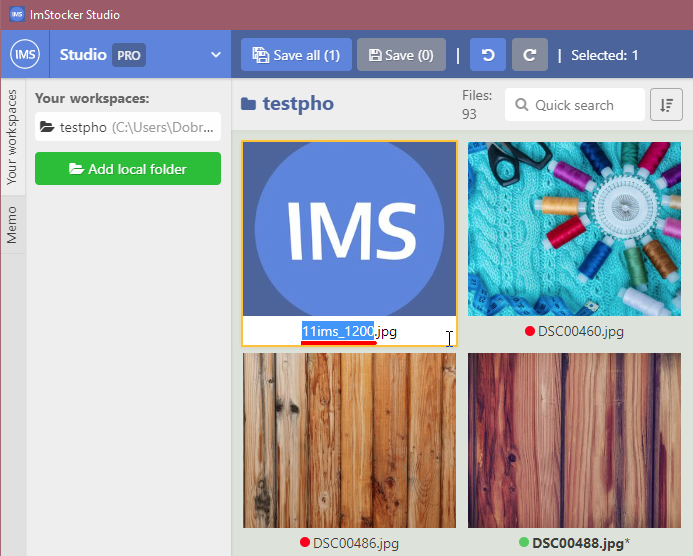 IMS ImStocker Studio
IMS Studio PRO
Save all (1) Save (0) | | Selected: 1
Your workspaces
Memo
Your workspaces:
testpho (C:\Users\Dobr...
Add local folder
testpho
Files:
93
Quick search
IMS
11ims_1200.jpg
DSC00460.jpg
DSC00486.jpg
DSC00488.jpg*